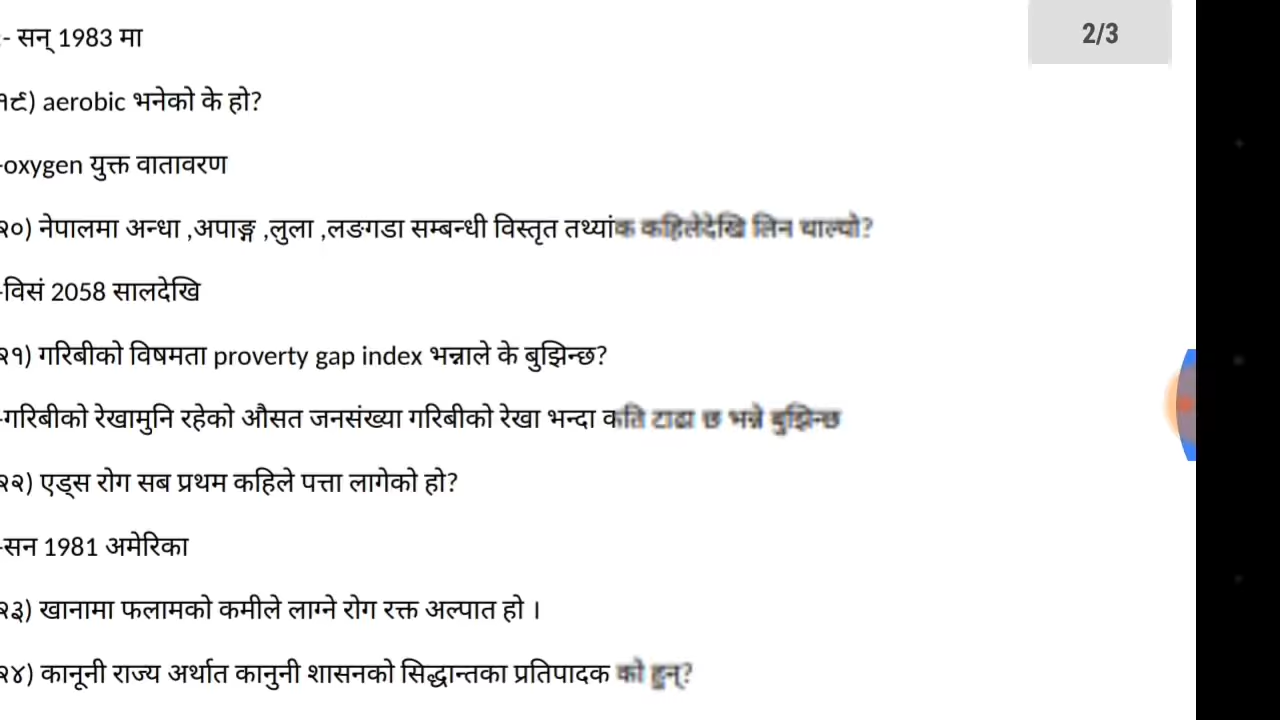 :- सन् 1983 मा
2/3
१९) aerobic भनेको के हो?
-oxygen युक्त वातावरण
२०) नेपालमा अन्धा ,अपाङ्ग ,लुला ,लङगडा सम्बन्धी विस्तृत तथ्यांक कहिलेदेखि लिन थाल्यो?
-विसं 2058 सालदेखि
२१) गरिबीको विषमता proverty gap index भन्नाले के बुझिन्छ?
-गरिबीको रेखामुनि रहेको औसत जनसंख्या गरिबीको रेखा भन्दा कति टाढा छ भन्ने बुझिन्छ
२२) एड्स रोग सब प्रथम कहिले पत्ता लागेको हो?
-सन 1981 अमेरिका
२३) खानामा फलामको कमीले लाग्ने रोग रक्त अल्पात हो ।
२४) कानूनी राज्य अर्थात कानुनी शासनको सिद्धान्तका प्रतिपादक को हुन्?